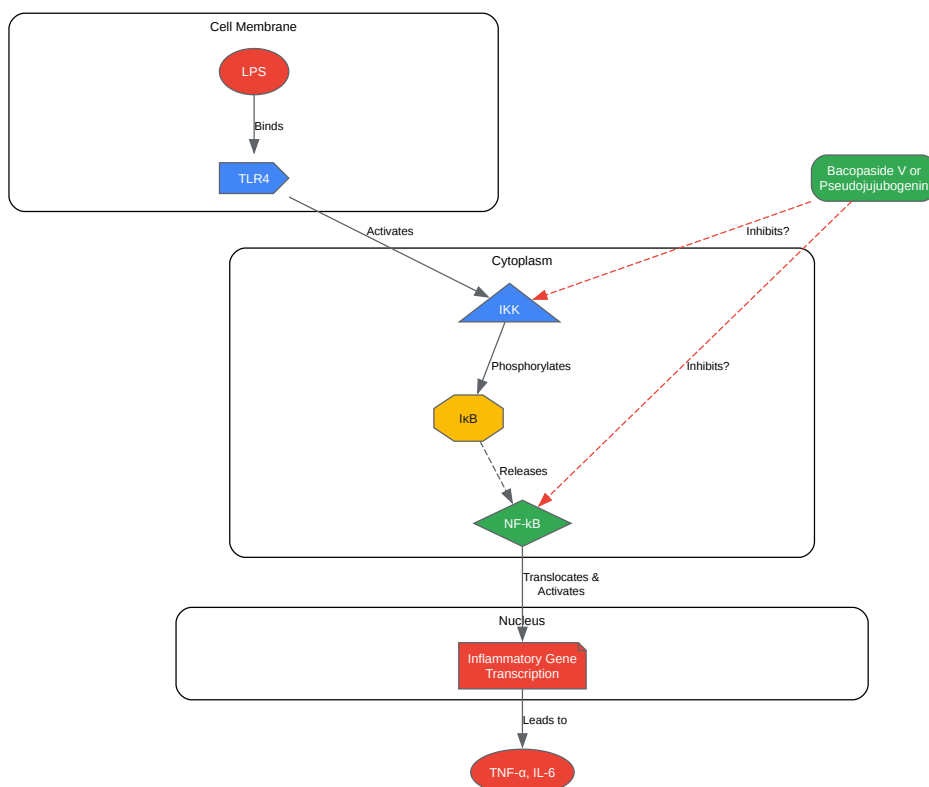 Cell Membrane
LPS
Binds
TLR4
Bacopaside V or
Pseudojujubogenin
Activates
Inhibits?
Cytoplasm
IKK
Phosphorylates
Inhibits?
IκB
Releases
NF-kB
Translocates &
Activates
Nucleus
Inflammatory Gene
Transcription
Leads to
TNF-α, IL-6